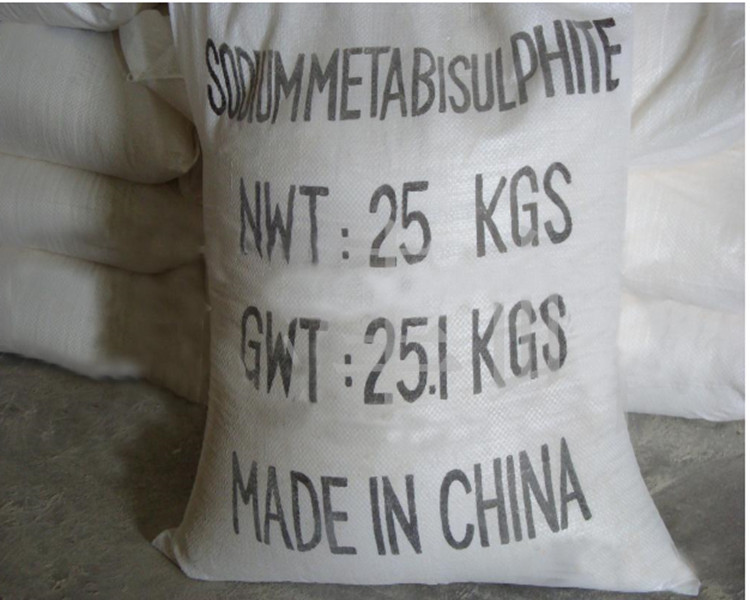 SODIUMMETABISULPHITE
NWT : 25 KGS
GWT : 25.1 KGS
MADE IN CHINA